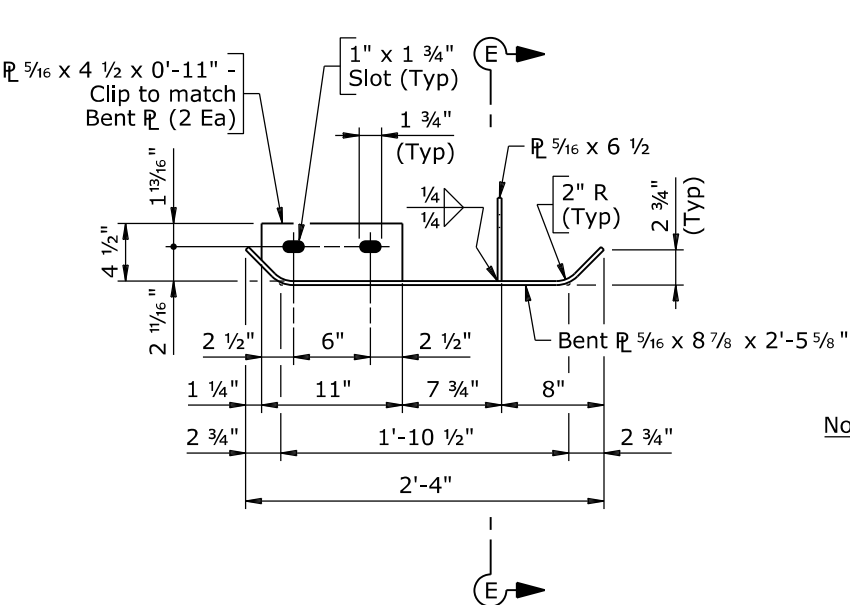 ℄ 5/16 x 4 1/2 x 0'-11" -
Clip to match
Bent ℄ (2 Ea)
1" x 1 3/4"
Slot (Typ)
E
1 3/4"
(Typ)
℄ 5/16 x 6 1/2
1/4
1/4
2" R
(Typ)
2 3/4"
(Typ)
1 13/16"
4 1/2"
2 11/16"
2 1/2"
6"
2 1/2"
Bent ℄ 5/16 x 8 7/8 x 2'-5 5/8"
1 1/4"
11"
7 3/4"
8"
2 3/4"
1'-10 1/2"
2 3/4"
No
2'-4"
E